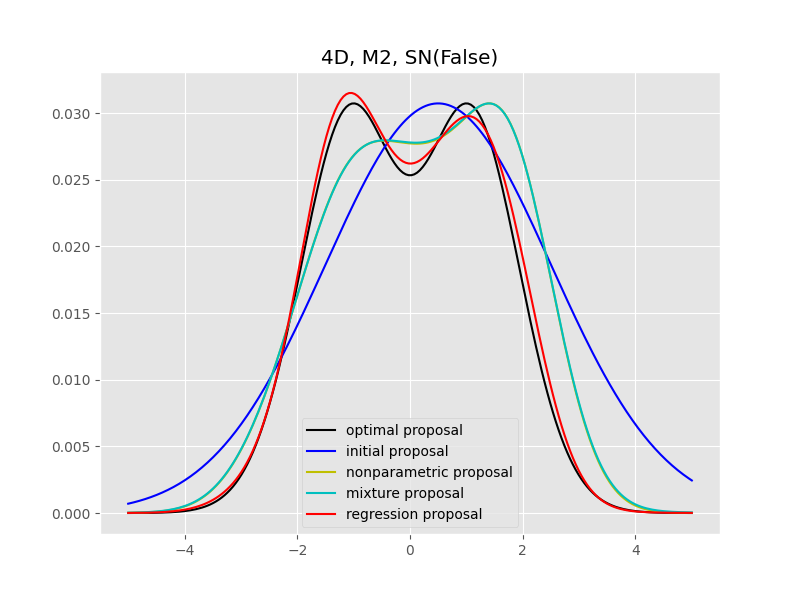 4D, M2, SN(False)
0.030
0.025
0.020
0.015
0.010
0.005
0.000
optimal proposal
initial proposal
nonparametric proposal
mixture proposal
regression proposal
−4 −2 0 2 4